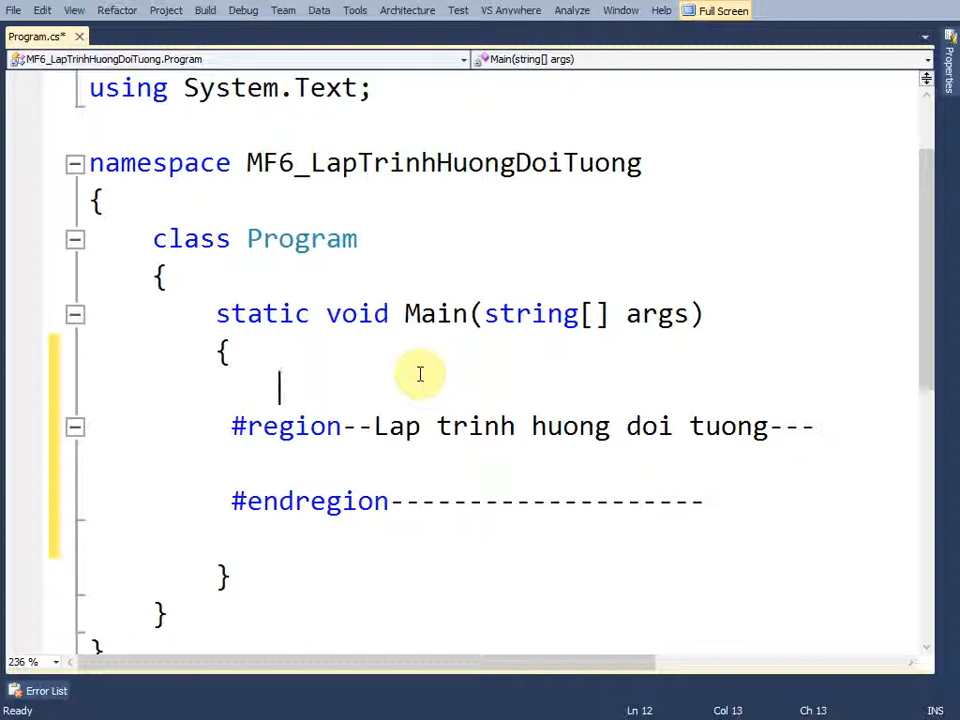 File Edit View Refactor Project Build Debug Team Data Tools Architecture Test VS Anywhere Analyze Window Help Full Screen
Program.cs*
MF6_LapTrinhHuongDoiTuong.Program Main(string[] args)
Properties
using System.Text;
namespace MF6_LapTrinhHuongDoiTuong
{
class Program
{
static void Main(string[] args)
{
#region--Lap trinh huong doi tuong---
#endregion--------------------
}
}
}
236 %
Error List
Ready Ln 12 Col 13 Ch 13 INS